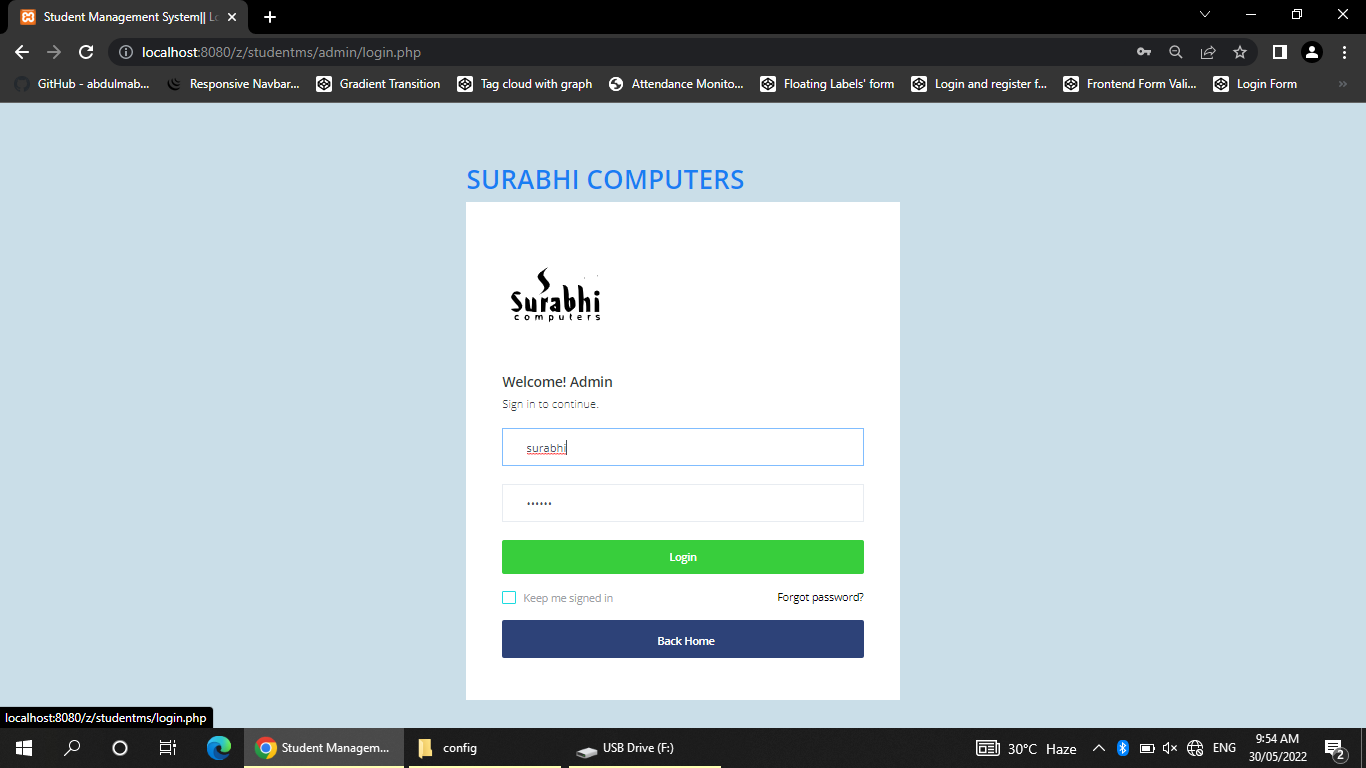 Student Management System|| Lo
localhost:8080/z/studentms/admin/login.php
GitHub - abdulmab...
Responsive Navbar...
Gradient Transition
Tag cloud with graph
Attendance Monito...
Floating Labels' form
Login and register f...
Frontend Form Vali...
Login Form
SURABHI COMPUTERS
Surabhi
computers
Welcome! Admin
Sign in to continue.
surabhi
Login
Keep me signed in
Forgot password?
Back Home
localhost:8080/z/studentms/login.php
Student Managem...
config
USB Drive (F:)
30°C Haze
ENG
9:54 AM
30/05/2022
2